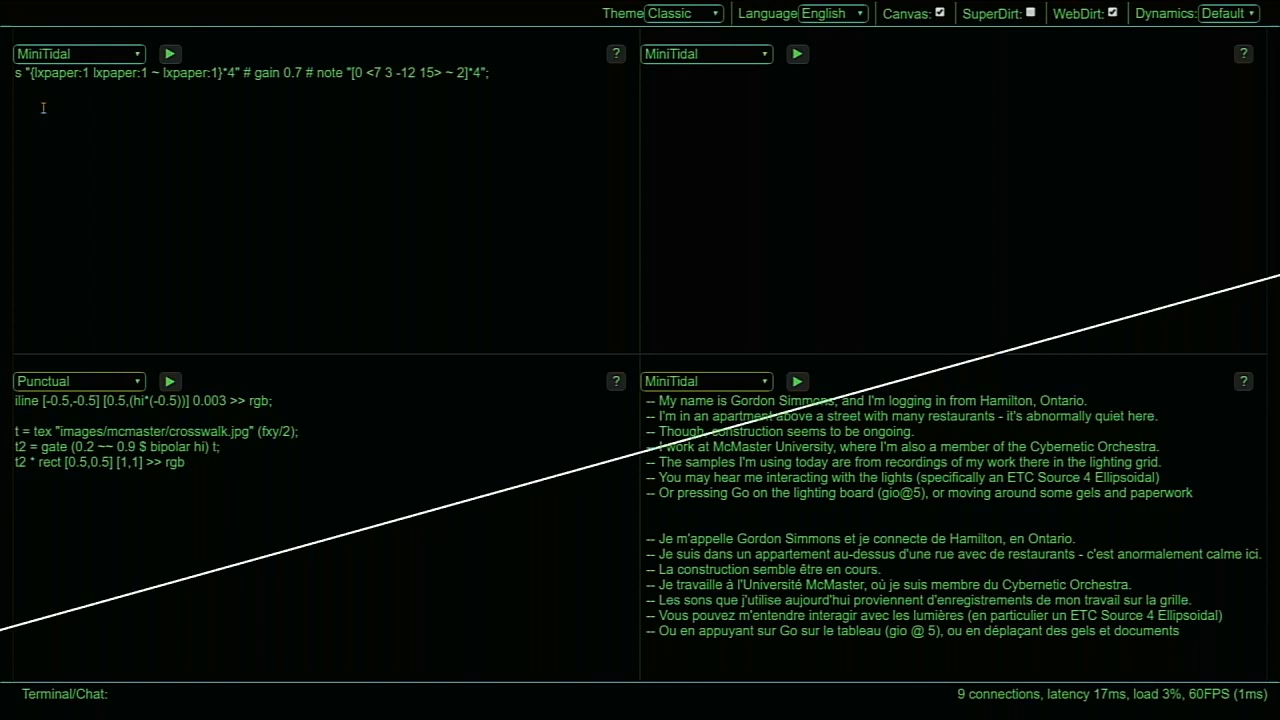 Theme Classic Language English Canvas: SuperDirt: WebDirt: Dynamics: Default
MiniTidal ?
s "{lxpaper:1 lxpaper:1 ~ lxpaper:1}*4" # gain 0.7 # note "[0 <7 3 -12 15> ~ 2]*4";
MiniTidal ?
Punctual ?
iline [-0.5,-0.5] [0.5,(hi*(-0.5))] 0.003 >> rgb;
t = tex "images/mcmaster/crosswalk.jpg" (fxy/2);
t2 = gate (0.2 ~~ 0.9 $ bipolar hi) t;
t2 * rect [0.5,0.5] [1,1] >> rgb
MiniTidal ?
-- My name is Gordon Simmons, and I'm logging in from Hamilton, Ontario.
-- I'm in an apartment above a street with many restaurants - it's abnormally quiet here.
-- Though, construction seems to be ongoing.
-- I work at McMaster University, where I'm also a member of the Cybernetic Orchestra.
-- The samples I'm using today are from recordings of my work there in the lighting grid.
-- You may hear me interacting with the lights (specifically an ETC Source 4 Ellipsoidal)
-- Or pressing Go on the lighting board (gio@5), or moving around some gels and paperwork
-- Je m'appelle Gordon Simmons et je connecte de Hamilton, en Ontario.
-- Je suis dans un appartement au-dessus d'une rue avec de restaurants - c'est anormalement calme ici.
-- La construction semble être en cours.
-- Je travaille à l'Université McMaster, où je suis membre du Cybernetic Orchestra.
-- Les sons que j'utilise aujourd'hui proviennent d'enregistrements de mon travail sur la grille.
-- Vous pouvez m'entendre interagir avec les lumières (en particulier un ETC Source 4 Ellipsoidal)
-- Ou en appuyant sur Go sur le tableau (gio @ 5), ou en déplaçant des gels et documents
Terminal/Chat: 9 connections, latency 17ms, load 3%, 60FPS (1ms)